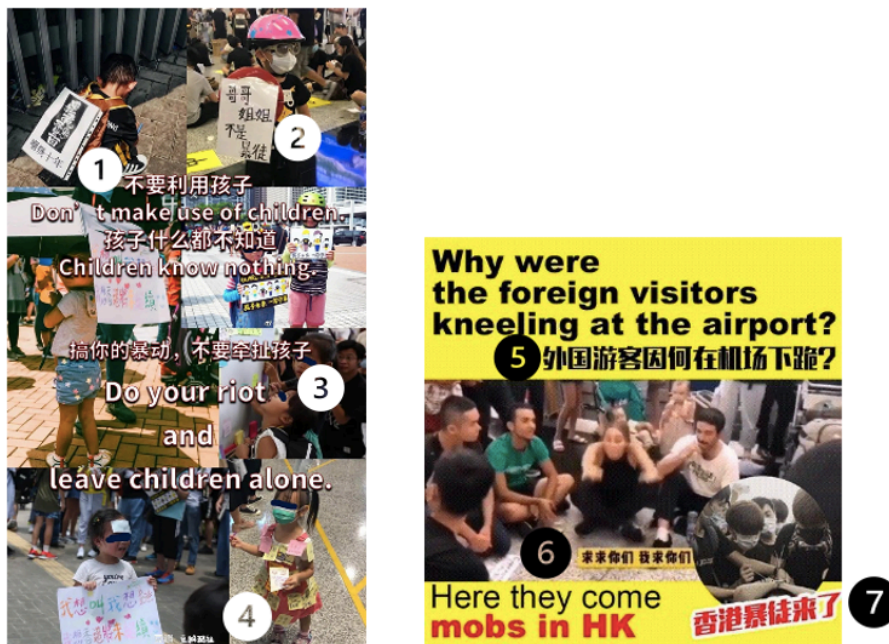 1
哥哥
姐姐
不是
暴徒
2
不要利用孩子
Don't make use of children.
孩子什么都不知道
Children know nothing.
搞你的暴动，不要牵扯孩子
3
Do your riot
and
leave children alone.
4
Why were
the foreign visitors
kneeling at the airport?
5
外国游客因何在机场下跪?
6
求求你们 我求你们
Here they come
mobs in HK
香港暴徒来了
7